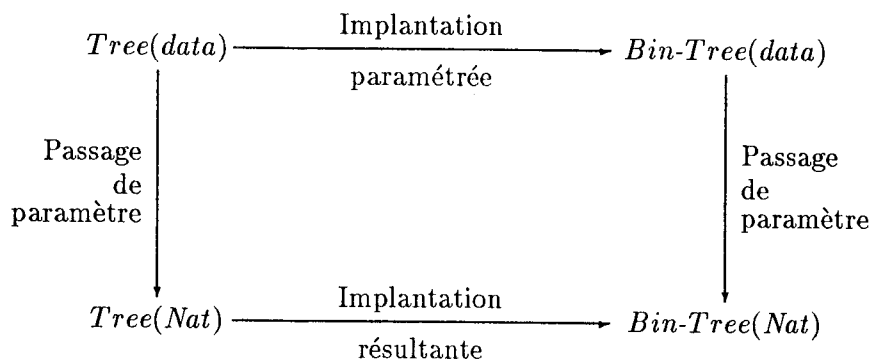 Implantation
Tree(data)
Bin-Tree(data)
paramétrée
Passage
de
paramètre
Passage
de
paramètre
Implantation
Tree(Nat)
Bin-Tree(Nat)
résultante